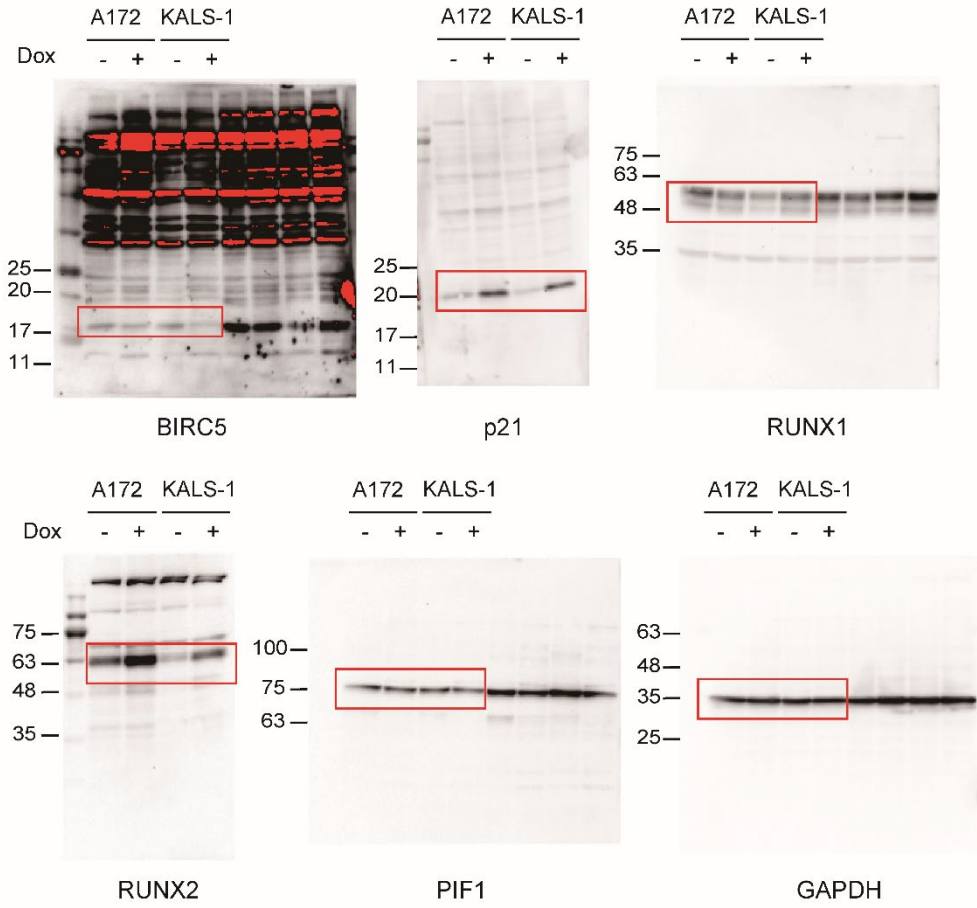 A172 KALS-1
Dox - + - +
25
20
17
11
BIRC5
A172 KALS-1
- + - +
25
20
17
11
p21
A172 KALS-1
- + - +
75
63
48
35
RUNX1
A172 KALS-1
Dox - + - +
75
63
48
35
RUNX2
A172 KALS-1
- + - +
100
75
63
PIF1
A172 KALS-1
- + - +
63
48
35
25
GAPDH